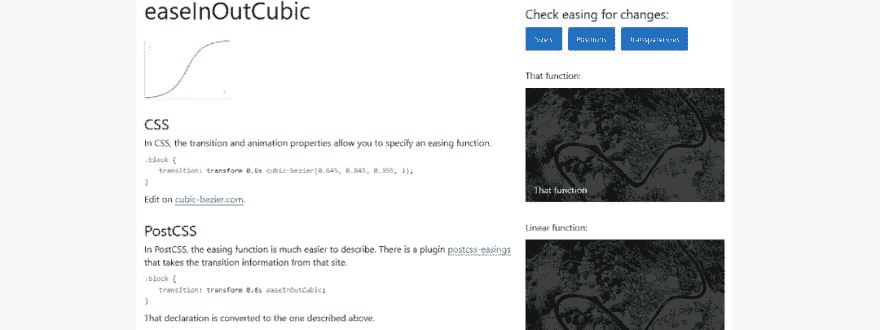 easeInOutCubic
CSS
In CSS, the transition and animation properties allow you to specify an easing function.
.block {
transition: transform 0.6s cubic-bezier(0.645, 0.045, 0.355, 1);
}
Edit on cubic-bezier.com.
PostCSS
In PostCSS, the easing function is much easier to describe. There is a plugin postcss-easings
that takes the transition information from that site.
.block {
transition: transform 0.6s easeInOutCubic;
}
That declaration is converted to the one described above.
Check easing for changes:
Sizes
Positions
Transparencies
That function:
That function
Linear function: